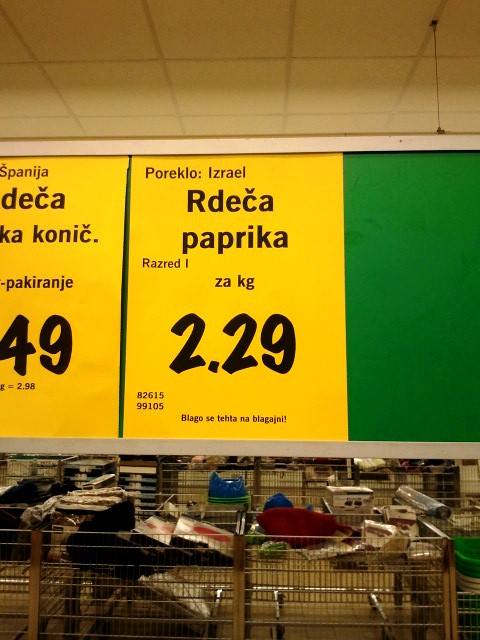 Španija
deča
ka konič.
-pakiranje
49
g = 2.98
Poreklo: Izrael
Rdeča
paprika
Razred I
za kg
2.29
82615
99105
Blago se tehta na blagajni!